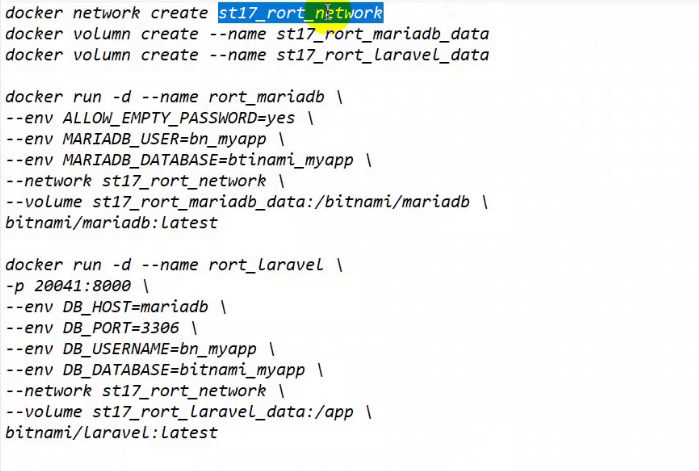 docker network create st17_rort_network
docker volumn create --name st17_rort_mariadb_data
docker volumn create --name st17_rort_laravel_data
docker run -d --name rort_mariadb \
--env ALLOW_EMPTY_PASSWORD=yes \
--env MARIADB_USER=bn_myapp \
--env MARIADB_DATABASE=btinami_myapp \
--network st17_rort_network \
--volume st17_rort_mariadb_data:/bitnami/mariadb \
bitnami/mariadb:latest
docker run -d --name rort_laravel \
-p 20041:8000 \
--env DB_HOST=mariadb \
--env DB_PORT=3306 \
--env DB_USERNAME=bn_myapp \
--env DB_DATABASE=bitnami_myapp \
--network st17_rort_network \
--volume st17_rort_laravel_data:/app \
bitnami/laravel:latest